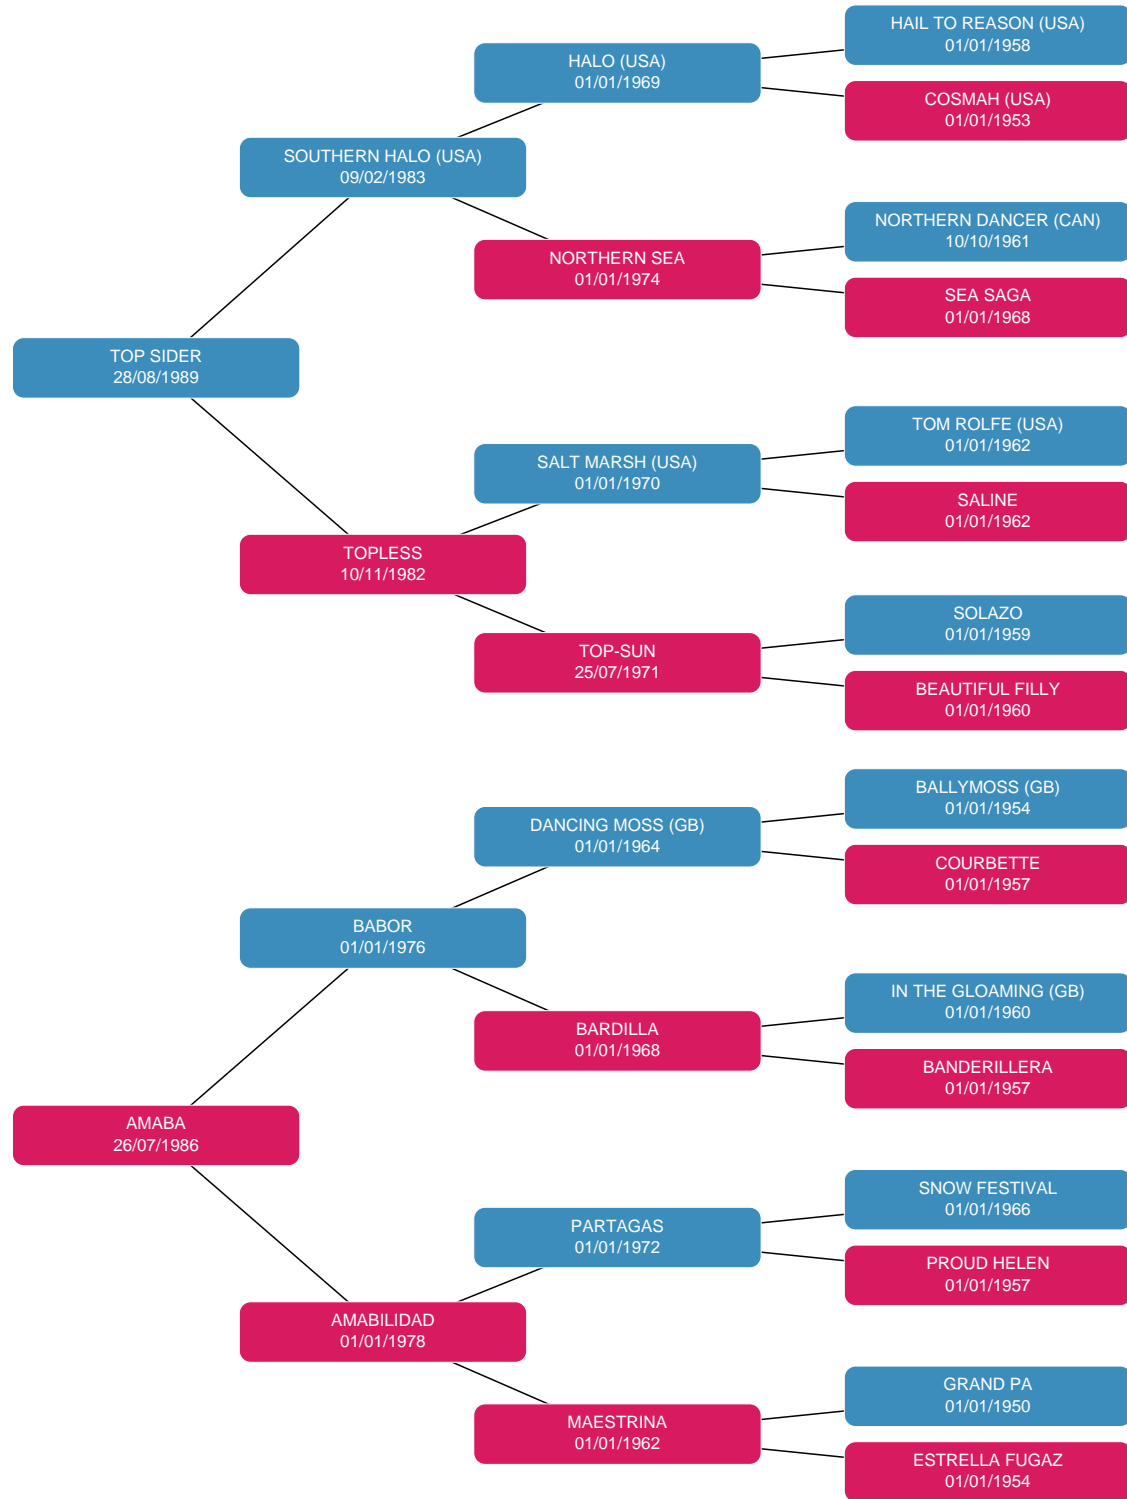 HAIL TO REASON (USA)
01/01/1958
HALO (USA)
01/01/1969
COSMAH (USA)
01/01/1953
SOUTHERN HALO (USA)
09/02/1983
NORTHERN DANCER (CAN)
10/10/1961
NORTHERN SEA
01/01/1974
SEA SAGA
01/01/1968
TOP SIDER
28/08/1989
TOM ROLFE (USA)
01/01/1962
SALT MARSH (USA)
01/01/1970
SALINE
01/01/1962
TOPLESS
10/11/1982
SOLAZO
01/01/1959
TOP-SUN
25/07/1971
BEAUTIFUL FILLY
01/01/1960
BALLYMOSS (GB)
01/01/1954
DANCING MOSS (GB)
01/01/1964
COURBETTE
01/01/1957
BABOR
01/01/1976
IN THE GLOAMING (GB)
01/01/1960
BARDILLA
01/01/1968
BANDERILLERA
01/01/1957
AMABA
26/07/1986
SNOW FESTIVAL
01/01/1966
PARTAGAS
01/01/1972
PROUD HELEN
01/01/1957
AMABILIDAD
01/01/1978
GRAND PA
01/01/1950
MAESTRINA
01/01/1962
ESTRELLA FUGAZ
01/01/1954